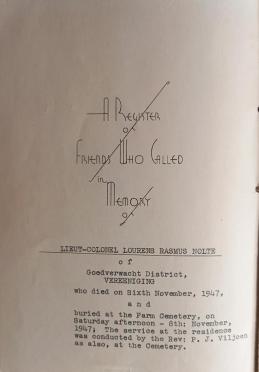 A Register
of
Friends Who Called
in
Memory
of
LIEUT-COLONEL LOURENS RASMUS NOLTE
of
Goedverwacht District,
VEREENIGING
who died on Sixth November, 1947,
and
buried at the Farm Cemetery, on
Saturday afternoon - 8th: November,
1947; The service at the residence
was conducted by the Rev: P. J. Viljoen
as also, at the Cemetery.